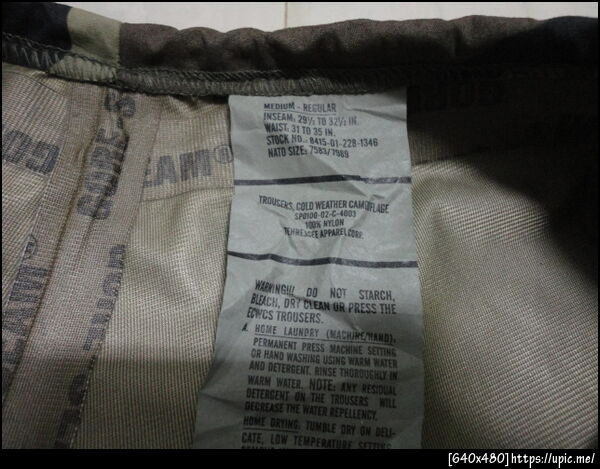 MEDIUM - REGULAR
INSEAM: 29½ TO 32½ IN.
WAIST: 31 TO 35 IN.
STOCK NO.- 8415-01-228-1346
NATO SIZE: 7583/7989
TROUSERS, COLD WEATHER CAMOUFLAGE
SPO100-02-C-4003
100% NYLON
TENNESSEE APPAREL CORP.
WARNING!! DO NOT STARCH,
BLEACH, DRY CLEAN OR PRESS THE
ECWCS TROUSERS.
A. HOME LAUNDRY (MACHINE/HAND).
PERMANENT PRESS MACHINE SETTING
OR HAND WASHING USING WARM WATER
AND DETERGENT. RINSE THOROUGHLY IN
WARM WATER. NOTE: ANY RESIDUAL
DETERGENT ON THE TROUSERS WILL
DECREASE THE WATER REPELLENCY.
HOME DRYING. TUMBLE DRY ON DELI-
CATE, LOW TEMPERATURE SETTING
[640x480]https://upic.me/